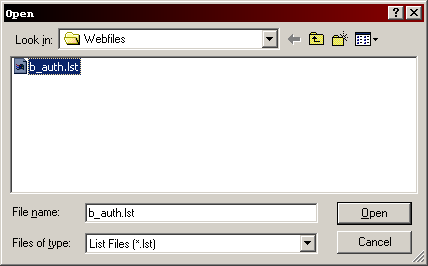 Open
Look in: Webfiles
b_auth.lst
File name: b_auth.lst Open
Files of type: List Files (*.lst) Cancel